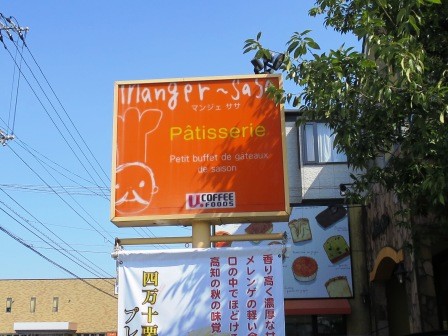 manger~sasa
マンジェ ササ
Pâtisserie
Petit buffet de gâteaux
de saison
U.COFFEE
FOODS
香り高く濃厚な
メレンゲの軽い
口の中でほどけ
高知の秋の味覚
四万十栗
プレ